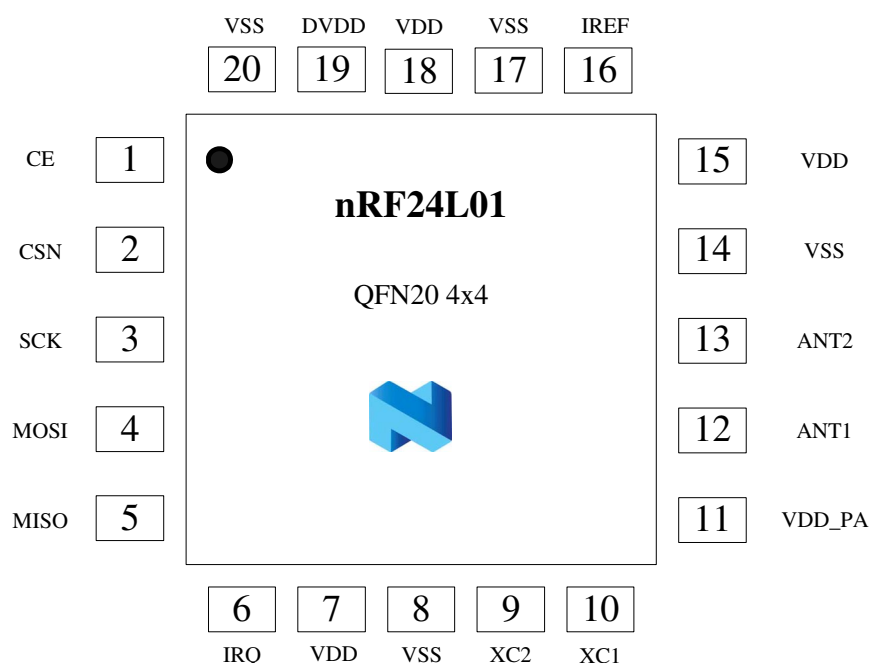 VSS DVDD VDD VSS IREF
20 19 18 17 16
CE 1 15 VDD
nRF24L01
CSN 2 14 VSS
QFN20 4x4
SCK 3 13 ANT2
MOSI 4 12 ANT1
MISO 5 11 VDD_PA
6 7 8 9 10
IRQ VDD VSS XC2 XC1